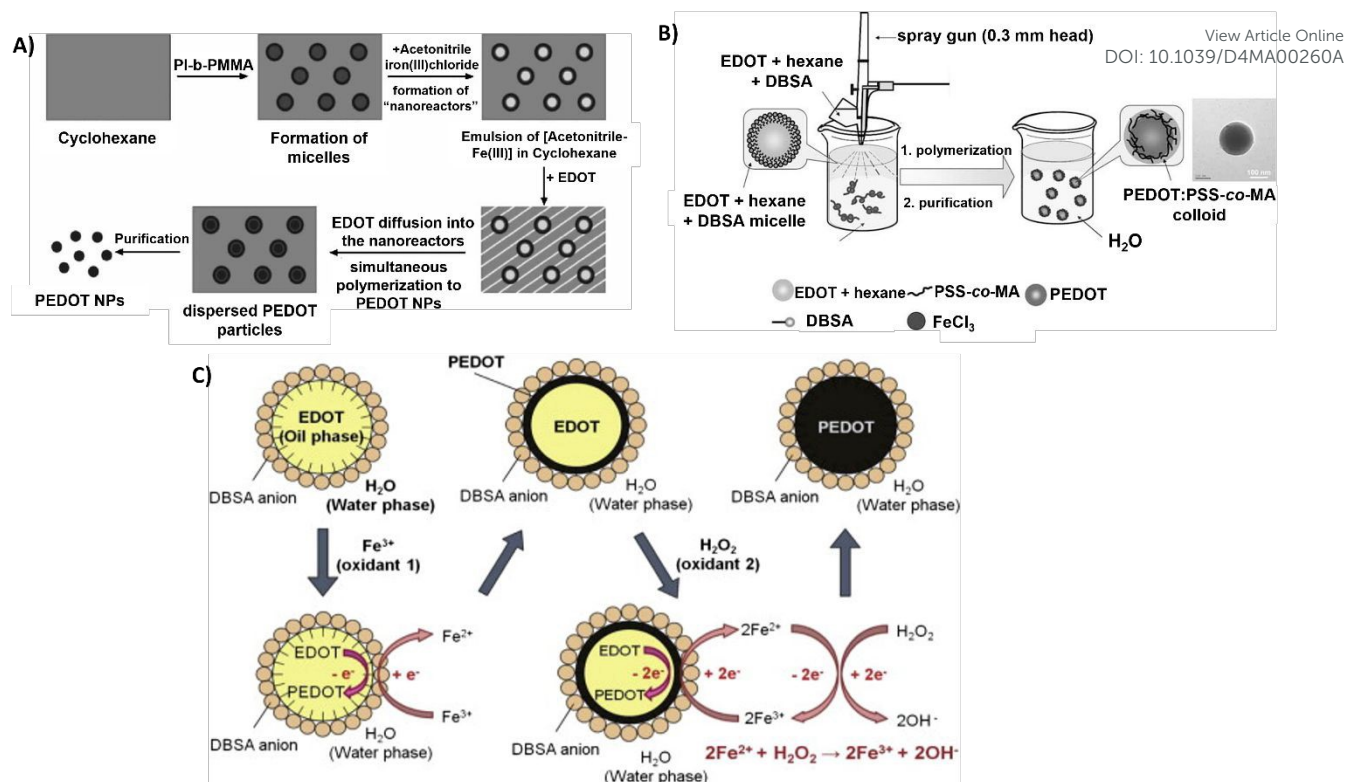 View Article Online
DOI: 10.1039/D4MA00260A
A)
PI-b-PMMA
+Acetonitrile
iron(III)chloride
formation of
"nanoreactors"
Cyclohexane
Formation of
micelles
Emulsion of [Acetonitrile-
Fe(III)] in Cyclohexane
+ EDOT
EDOT diffusion into
the nanoreactors
simultaneous
polymerization to
PEDOT NPs
Purification
PEDOT NPs
dispersed PEDOT
particles
B)
spray gun (0.3 mm head)
EDOT + hexane
+ DBSA
1. polymerization
2. purification
EDOT + hexane
+ DBSA micelle
PEDOT:PSS-co-MA
colloid
100 nm
H₂O
EDOT + hexane
PSS-co-MA
PEDOT
DBSA
FeCl₃
C)
EDOT
(Oil phase)
DBSA anion
H₂O
(Water phase)
PEDOT
EDOT
DBSA anion
H₂O
(Water phase)
PEDOT
DBSA anion
H₂O
(Water phase)
Fe³⁺
(oxidant 1)
H₂O₂
(oxidant 2)
EDOT
- e⁻
+ e⁻
PEDOT
Fe²⁺
Fe³⁺
DBSA anion
H₂O
(Water phase)
EDOT
- 2e⁻
+ 2e⁻
PEDOT
2Fe²⁺
2Fe³⁺
- 2e⁻
+ 2e⁻
H₂O₂
2OH⁻
DBSA anion
H₂O
(Water phase)
2Fe²⁺ + H₂O₂ → 2Fe³⁺ + 2OH⁻